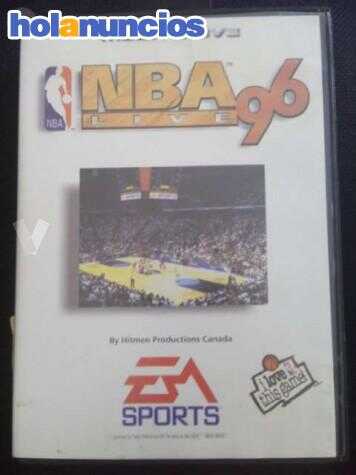 holanuncios
NBA
NBA
LIVE 96
By Hitmen Productions Canada
EA
SPORTS
i love
this game